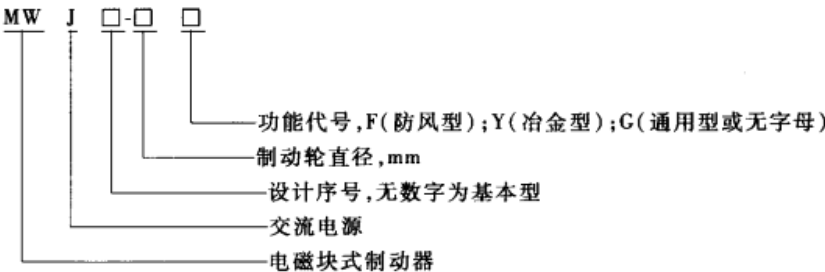 MW J □-□ □
功能代号,F(防风型);Y(冶金型);G(通用型或无字母)
制动轮直径,mm
设计序号,无数字为基本型
交流电源
电磁块式制动器